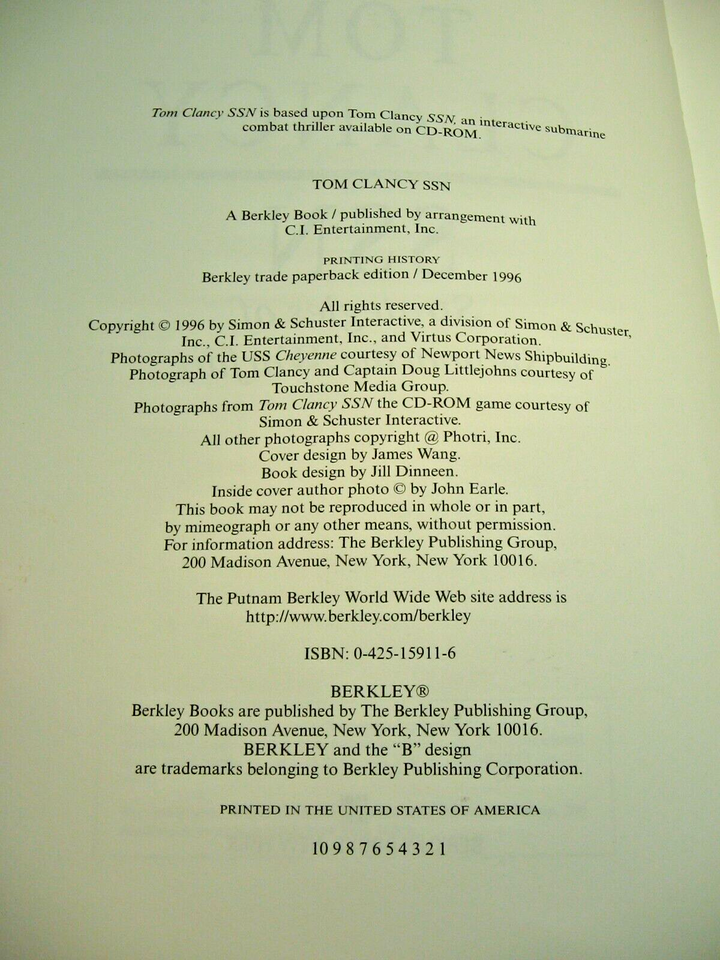 Tom Clancy SSN is based upon Tom Clancy SSN, an interactive submarine
combat thriller available on CD-ROM.
TOM CLANCY SSN
A Berkley Book / published by arrangement with
C.I. Entertainment, Inc.
PRINTING HISTORY
Berkley trade paperback edition / December 1996
All rights reserved.
Copyright © 1996 by Simon & Schuster Interactive, a division of Simon & Schuster,
Inc., C.I. Entertainment, Inc., and Virtus Corporation.
Photographs of the USS Cheyenne courtesy of Newport News Shipbuilding.
Photograph of Tom Clancy and Captain Doug Littlejohns courtesy of
Touchstone Media Group.
Photographs from Tom Clancy SSN the CD-ROM game courtesy of
Simon & Schuster Interactive.
All other photographs copyright @ Photri, Inc.
Cover design by James Wang.
Book design by Jill Dinneen.
Inside cover author photo © by John Earle.
This book may not be reproduced in whole or in part,
by mimeograph or any other means, without permission.
For information address: The Berkley Publishing Group,
200 Madison Avenue, New York, New York 10016.
The Putnam Berkley World Wide Web site address is
http://www.berkley.com/berkley
ISBN: 0-425-15911-6
BERKLEY®
Berkley Books are published by The Berkley Publishing Group,
200 Madison Avenue, New York, New York 10016.
BERKLEY and the “B” design
are trademarks belonging to Berkley Publishing Corporation.
PRINTED IN THE UNITED STATES OF AMERICA
10 9 8 7 6 5 4 3 2 1